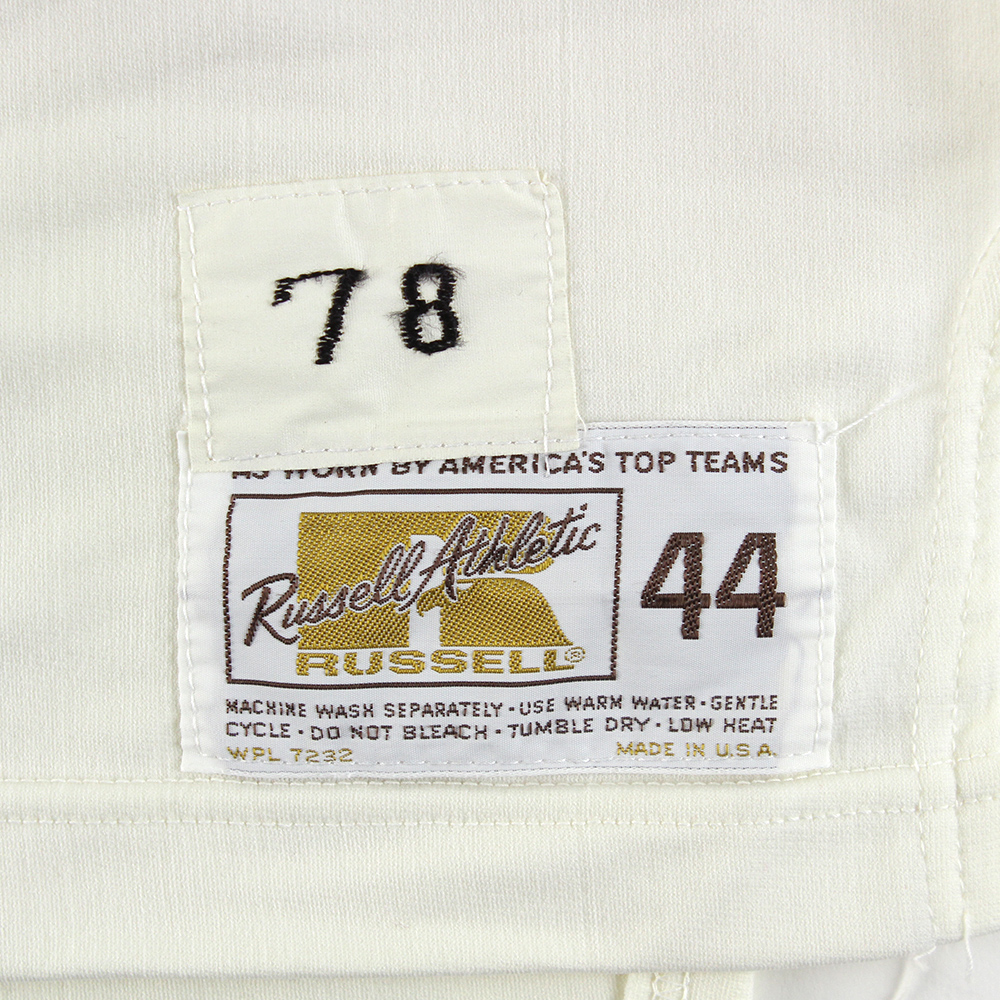 78
AS WORN BY AMERICA'S TOP TEAMS
Russell Athletic
RUSSELL®
44
MACHINE WASH SEPARATELY · USE WARM WATER · GENTLE
CYCLE · DO NOT BLEACH · TUMBLE DRY · LOW HEAT
WPL 7232 MADE IN U.S.A.